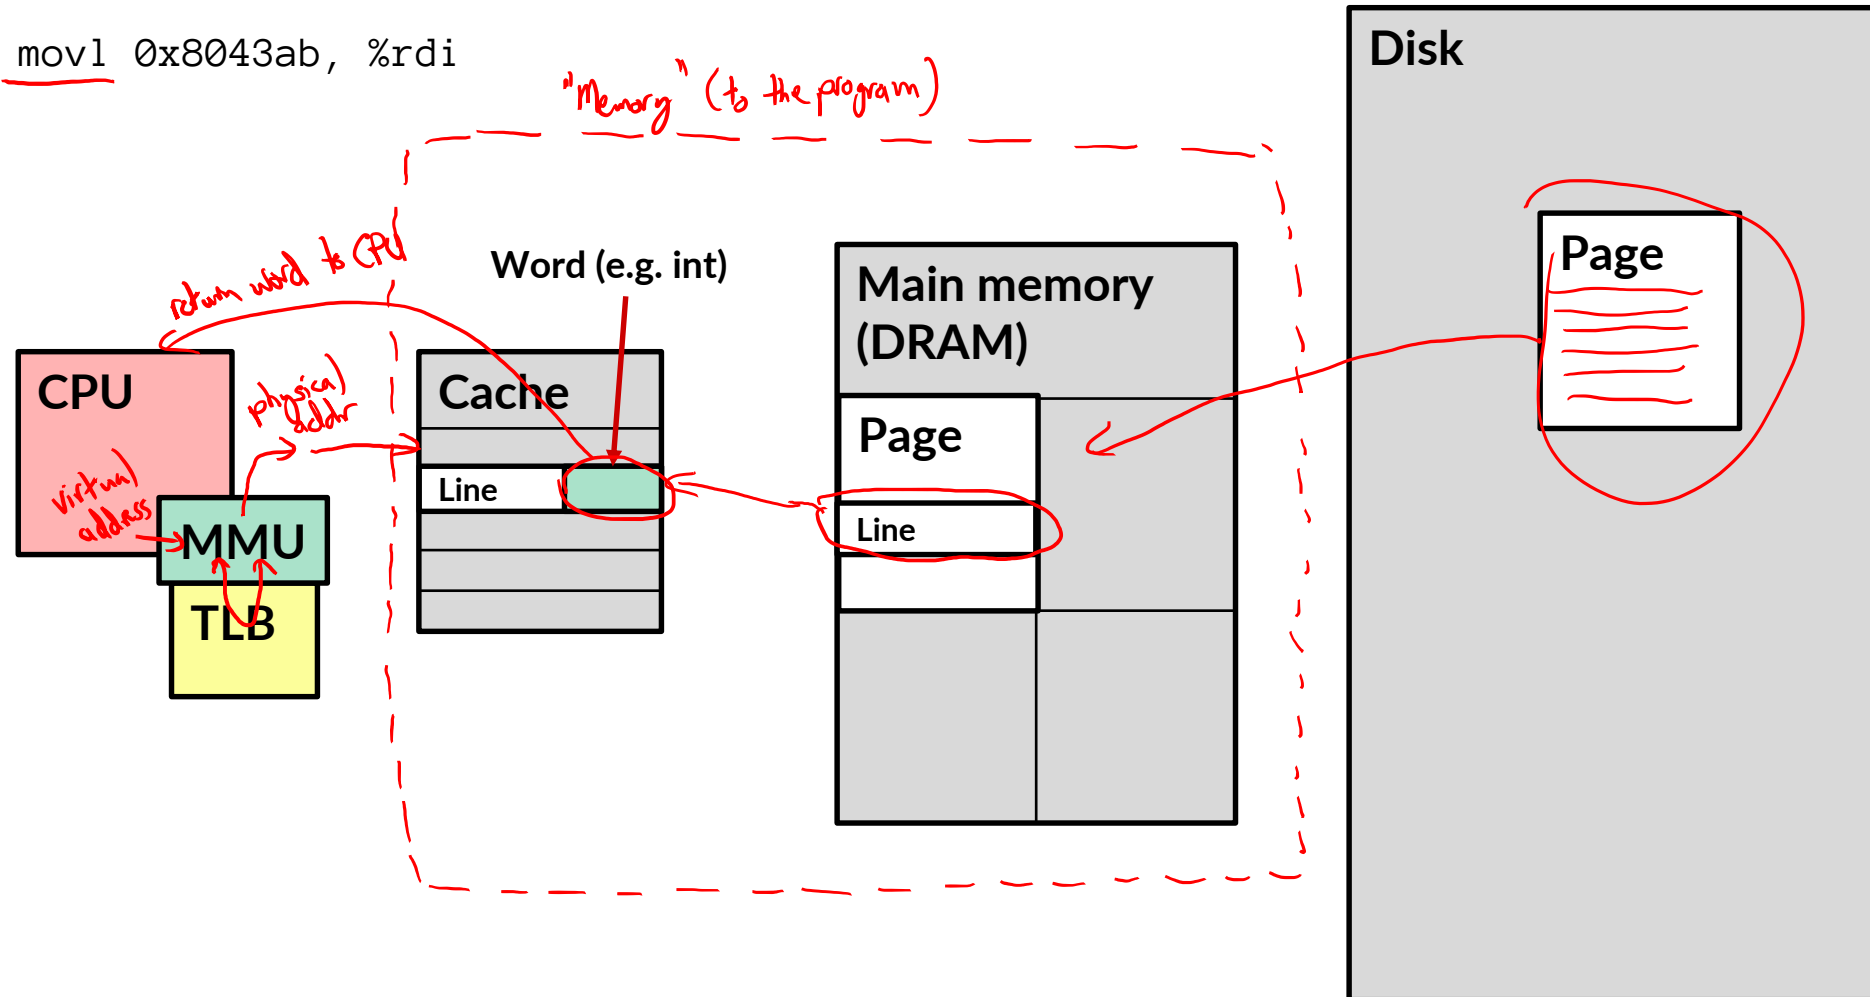 movl 0x8043ab, %rdi
"Memory" (to the program)
Disk
Page
return word to CPU
Word (e.g. int)
Main memory
(DRAM)
CPU
physical
addr
Cache
Page
virtual
address
Line
Line
MMU
TLB